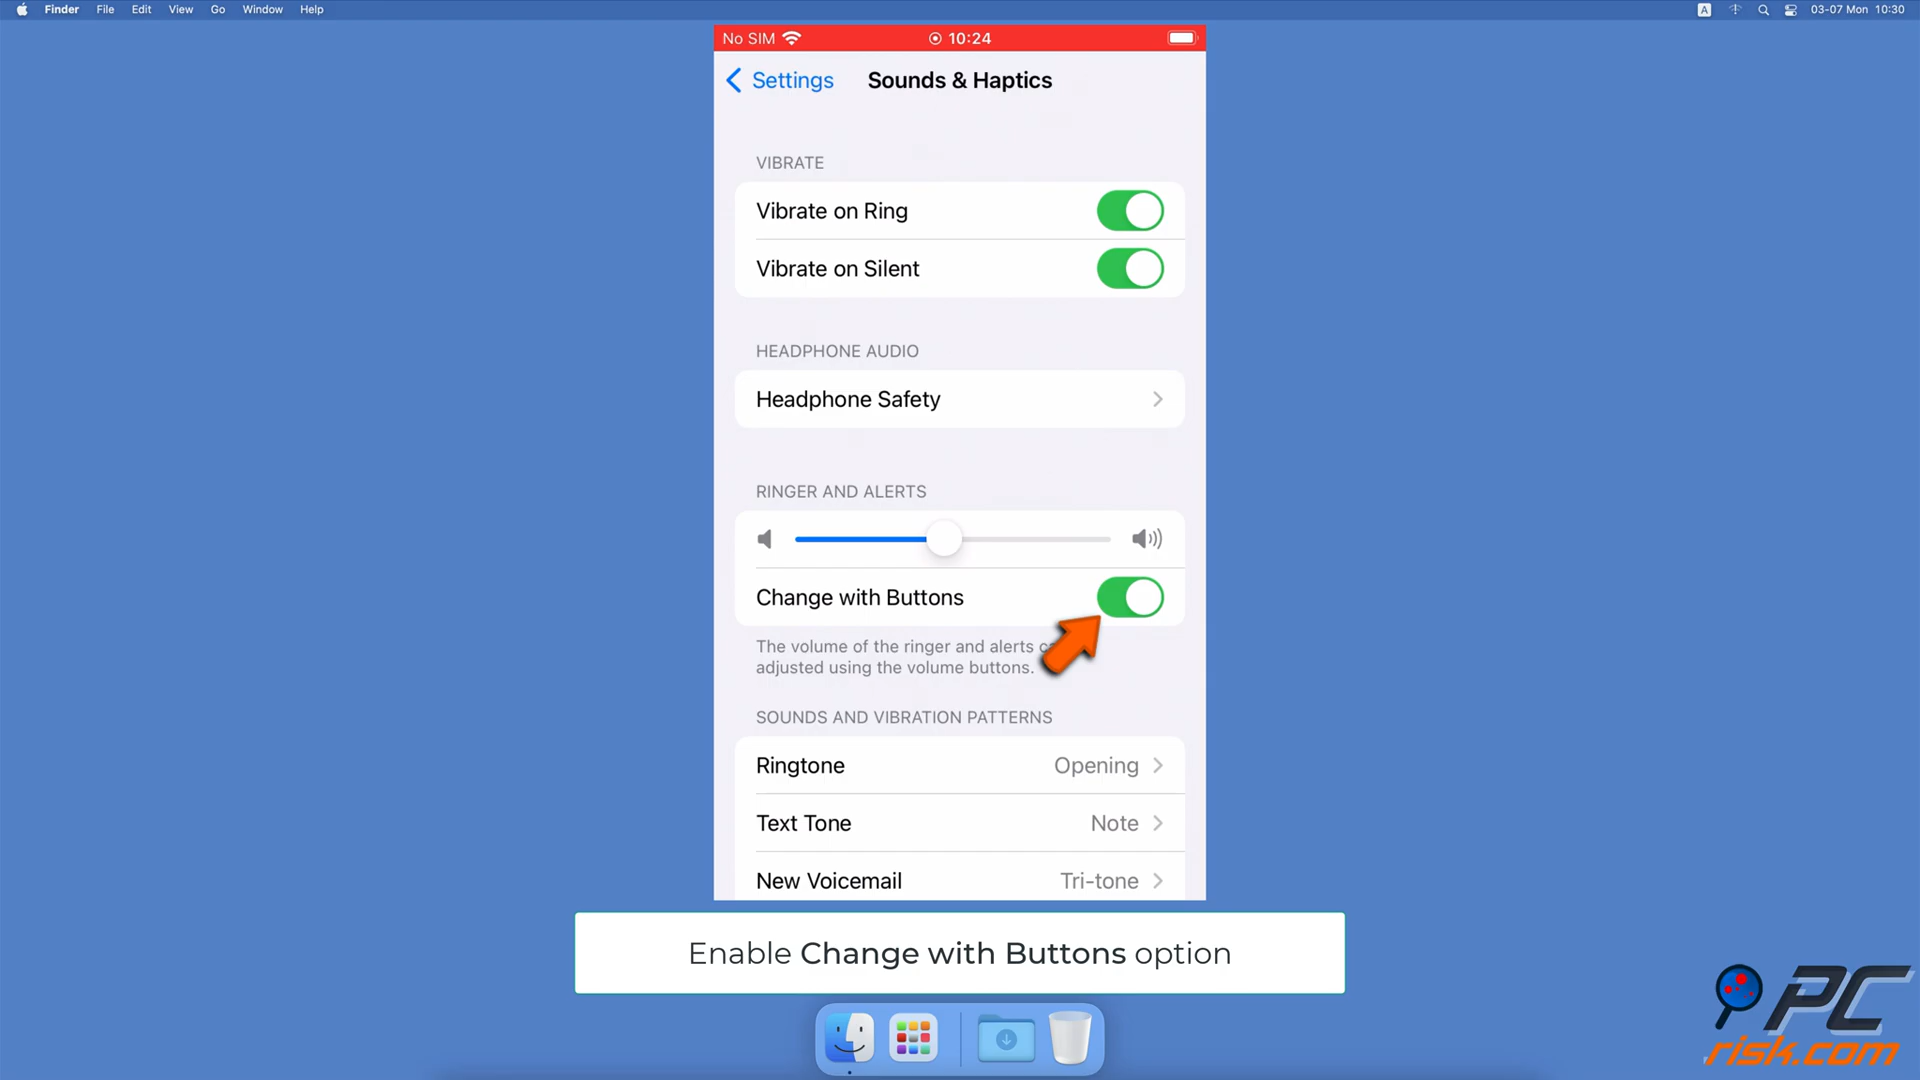 Finder File Edit View Go Window Help
A 03-07 Mon 10:30
No SIM 10:24
Settings Sounds & Haptics
VIBRATE
Vibrate on Ring
Vibrate on Silent
HEADPHONE AUDIO
Headphone Safety
RINGER AND ALERTS
Change with Buttons
The volume of the ringer and alerts
adjusted using the volume buttons.
SOUNDS AND VIBRATION PATTERNS
Ringtone Opening
Text Tone Note
New Voicemail Tri-tone
Enable Change with Buttons option
PC
risk.com